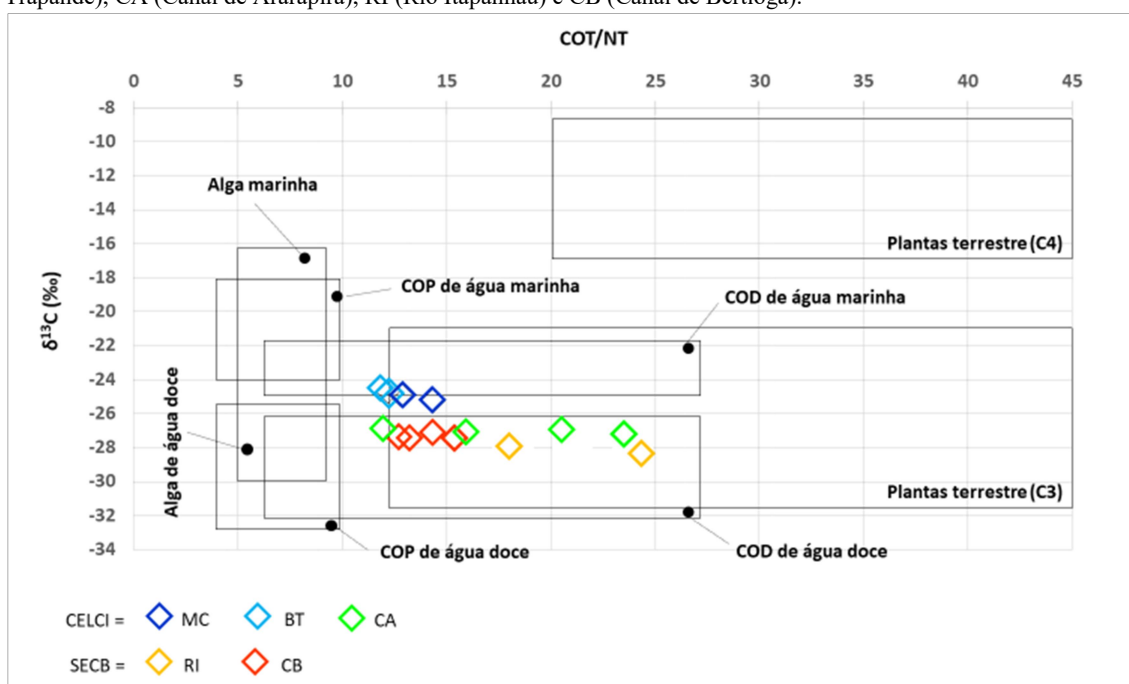 CA (Canal de Ararapira), RI (Rio Itapanhaú) e CB (Canal de Bertioga).
COT/NT
0 5 10 15 20 25 30 35 40 45
-8
-10
-12
-14
-16
-18
-20
-22
-24
-26
-28
-30
-32
-34
δ¹³C (‰)
Alga marinha
Plantas terrestre (C4)
COP de água marinha
COD de água marinha
Alga de água doce
Plantas terrestre (C3)
COP de água doce
COD de água doce
CELCI = MC BT CA
SECB = RI CB